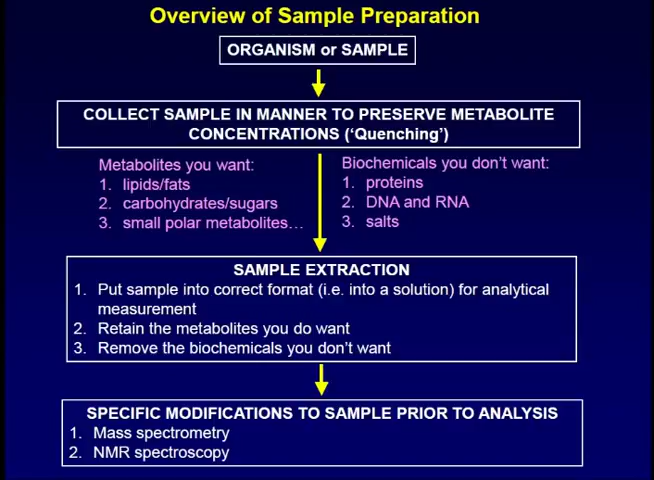 Overview of Sample Preparation
ORGANISM or SAMPLE
COLLECT SAMPLE IN MANNER TO PRESERVE METABOLITE
CONCENTRATIONS (‘Quenching’)
Metabolites you want:
1. lipids/fats
2. carbohydrates/sugars
3. small polar metabolites…
Biochemicals you don’t want:
1. proteins
2. DNA and RNA
3. salts
SAMPLE EXTRACTION
1. Put sample into correct format (i.e. into a solution) for analytical
measurement
2. Retain the metabolites you do want
3. Remove the biochemicals you don’t want
SPECIFIC MODIFICATIONS TO SAMPLE PRIOR TO ANALYSIS
1. Mass spectrometry
2. NMR spectroscopy